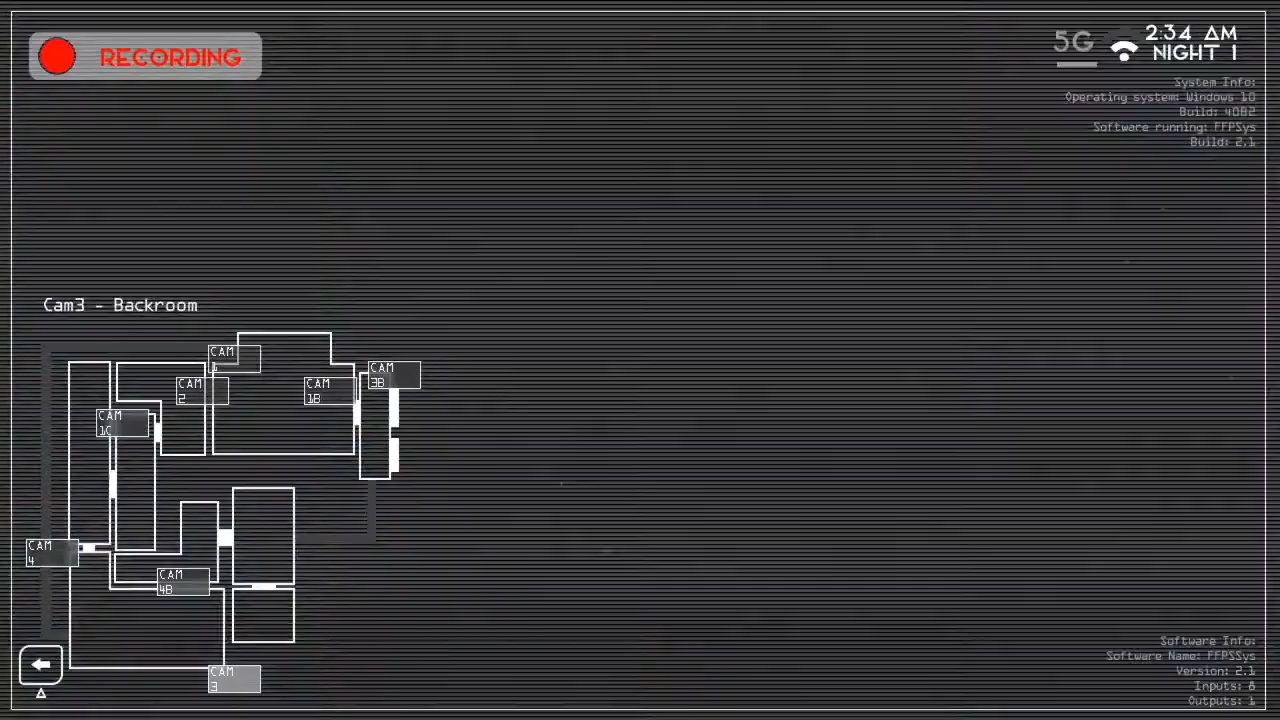 RECORDING
5G
2:34 AM
NIGHT 1
System Info:
Operating system: Windows 10
Build: 40B2
Software running: FFPSys
Build: 2.1
Cam3 - Backroom
CAM
1
CAM
2
CAM
1B
CAM
3B
CAM
1C
CAM
4
CAM
4B
CAM
3
Software Info:
Software Name: FFPSSys
Version: 2.1
Inputs: 8
Outputs: 1